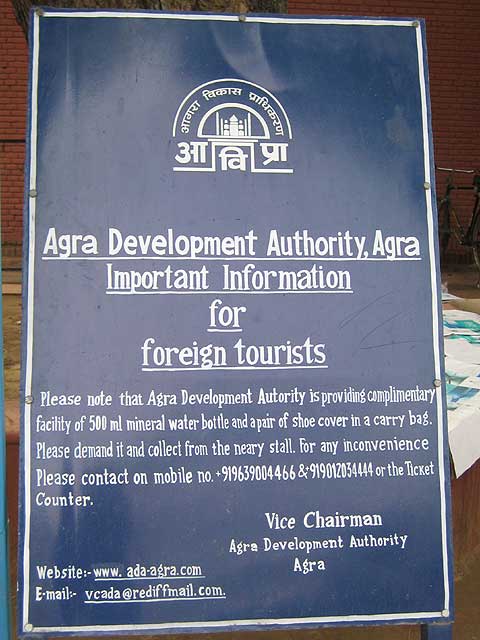 आगरा विकास प्राधिकरण
आ वि प्रा
Agra Development Authority, Agra
Important Information
for
foreign tourists
Please note that Agra Development Autority is providing complimentary
facility of 500 ml mineral water bottle and a pair of shoe cover in a carry bag.
Please demand it and collect from the neary stall. For any inconvenience
Please contact on mobile no. +919639004466 & +919012034444 or the Ticket
Counter.
Vice Chairman
Agra Development Authority
Agra
Website:- www. ada-agra.com
E-mail:- vcada@rediffmail.com.